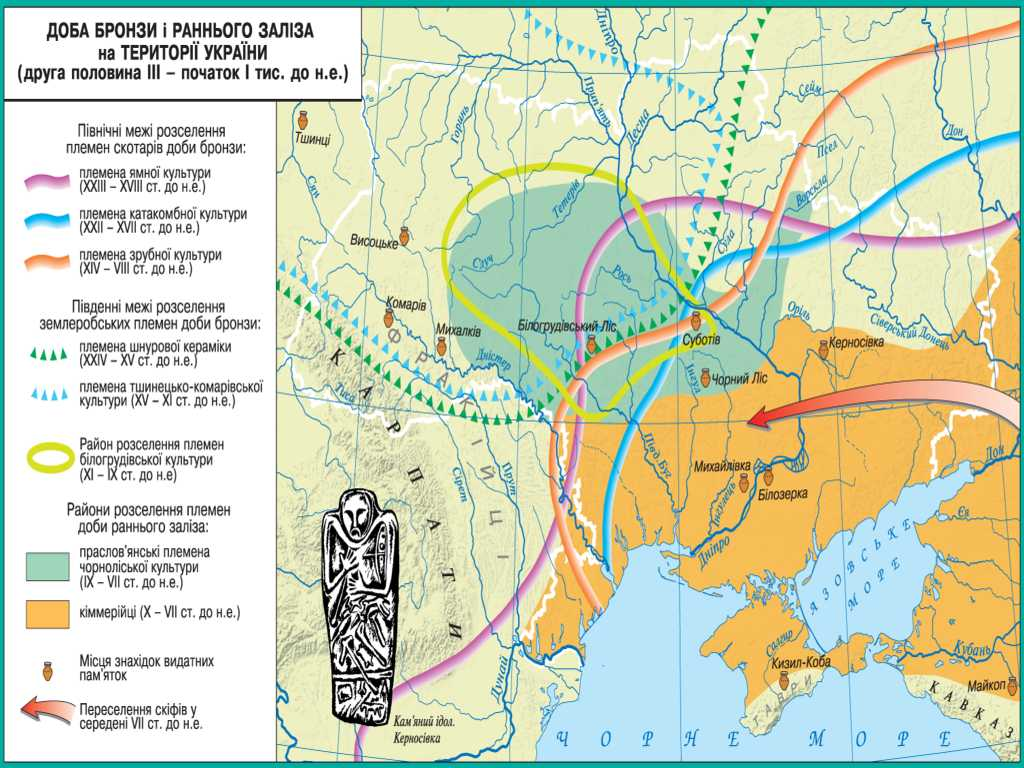 ДОБА БРОНЗИ і РАННЬОГО ЗАЛІЗА
на ТЕРИТОРІЇ УКРАЇНИ
(друга половина III – початок I тис. до н.е.)
Північні межі розселення
племен скотарів доби бронзи:
племена ямної культури
(XXIII – XVIII ст. до н.е.)
племена катакомбної культури
(XXII – XVII ст. до н.е.)
племена зрубної культури
(XIV – VIII ст. до н.е.)
Південні межі розселення
землеробських племен доби бронзи:
племена шнурової кераміки
(XXIV – XV ст. до н.е.)
племена тшинецько-комарівської
культури (XV – XI ст. до н.е.)
Район розселення племен
білогрудівської культури
(XI – IX ст. до н.е)
Райони розселення племен
доби раннього заліза:
праслов'янські племена
чорноліської культури
(IX – VII ст. до н.е.)
кіммерійці (X – VII ст. до н.е.)
Місця знахідок видатних
пам'яток
Переселення скіфів у
середені VII ст. до н.е.
Дніпро
Прип'ять
Горинь
Десна
Сейм
Дон
Тшинці
Псел
Сян
Тетерів
Ворскла
Висоцьке
Случ
Сула
Рось
Комарів
Михалків
Білогрудівський Ліс
Оріль
Сіверський Донець
Суботів
Керносівка
Дністер
Інгул
Чорний Ліс
Тиса
КАРПАТИ
ФРАКІЙЦІ
Півд. Буг
Михайлівка
Білозерка
Дон
Сірет
Прут
Інгулець
Дніпро
Єя
АЗОВСЬКЕ
МОРЕ
Салгир
Кизил-Коба
ТАВРИ
Кубань
Майкоп
КАВКАЗ
Дунай
Кам'яний ідол.
Керносівка
ЧОРНЕ МОРЕ